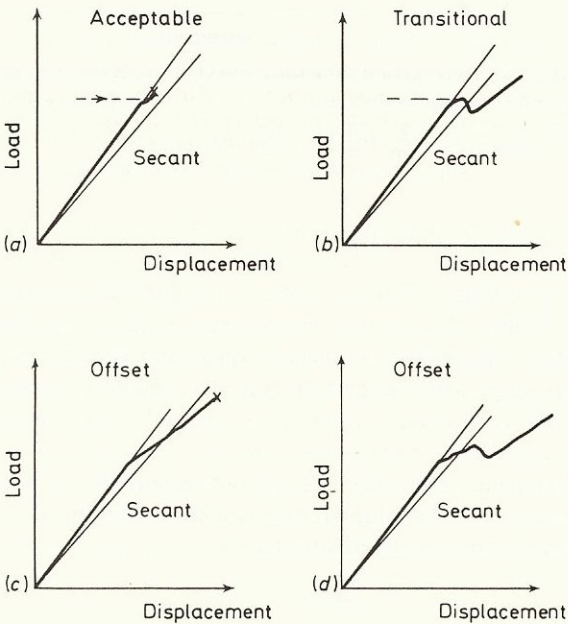 Acceptable
Load
Secant
(a)
Displacement
Transitional
Load
Secant
(b)
Displacement
Offset
Load
Secant
(c)
Displacement
Offset
Load
Secant
(d)
Displacement